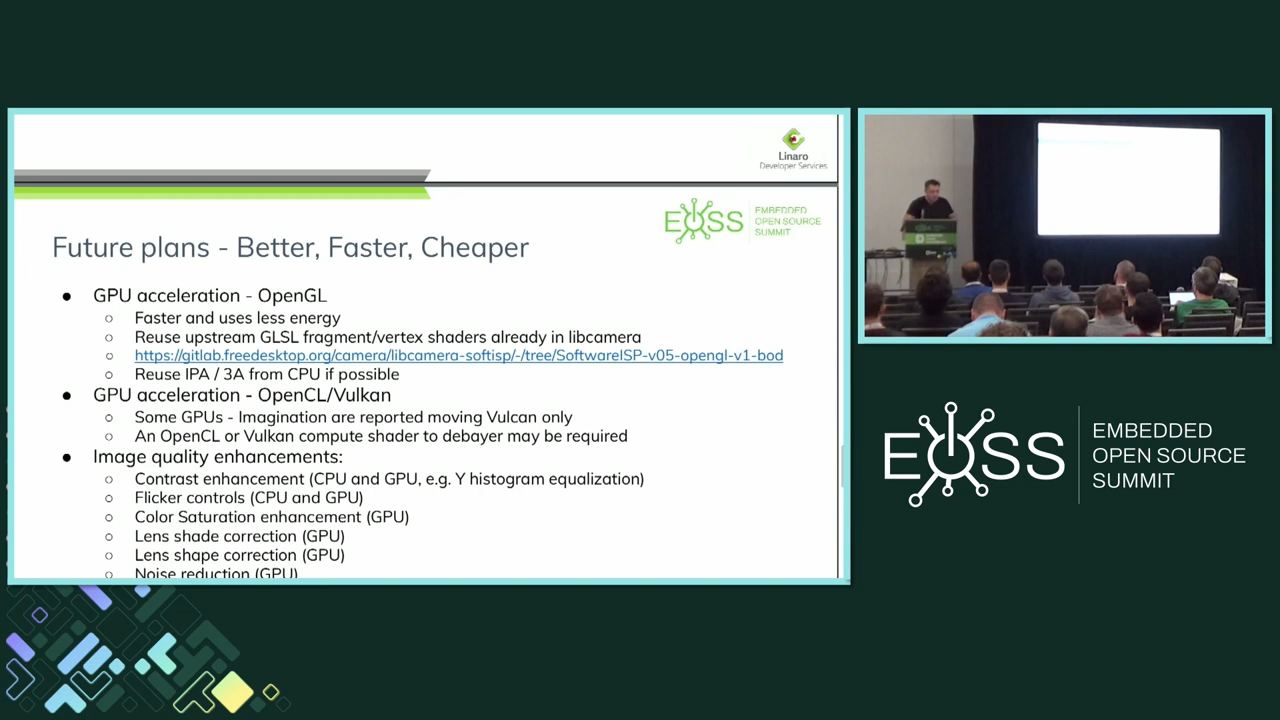 Linaro
Developer Services
EOSS
EMBEDDED
OPEN SOURCE
SUMMIT
Future plans - Better, Faster, Cheaper
● GPU acceleration - OpenGL
○ Faster and uses less energy
○ Reuse upstream GLSL fragment/vertex shaders already in libcamera
○ https://gitlab.freedesktop.org/camera/libcamera-softisp/-/tree/SoftwareISP-v05-opengl-v1-bod
○ Reuse IPA / 3A from CPU if possible
● GPU acceleration - OpenCL/Vulkan
○ Some GPUs - Imagination are reported moving Vulcan only
○ An OpenCL or Vulkan compute shader to debayer may be required
● Image quality enhancements:
○ Contrast enhancement (CPU and GPU, e.g. Y histogram equalization)
○ Flicker controls (CPU and GPU)
○ Color Saturation enhancement (GPU)
○ Lens shade correction (GPU)
○ Lens shape correction (GPU)
○ Noise reduction (GPU)
EOSS
EMBEDDED
OPEN SOURCE
SUMMIT